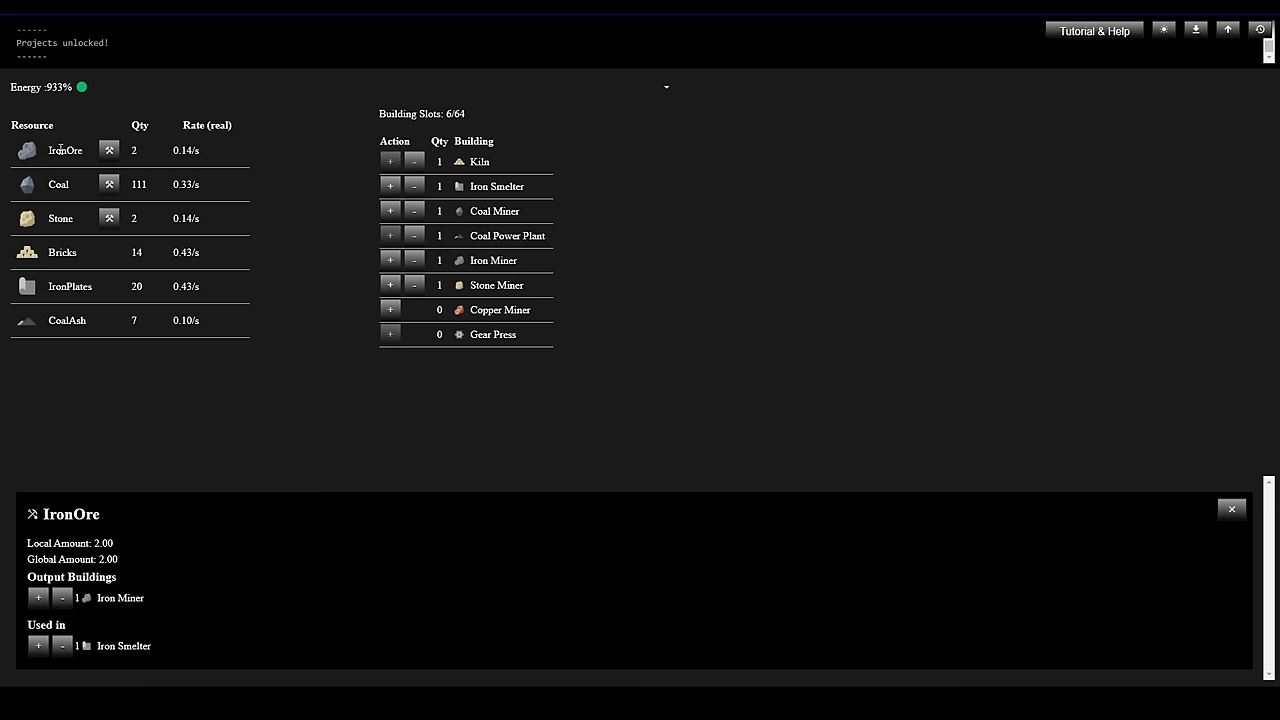 ------
Projects unlocked!
------
Tutorial & Help
Energy :933%
Building Slots: 6/64
Resource Qty Rate (real)
IronOre 2 0.14/s
Coal 111 0.33/s
Stone 2 0.14/s
Bricks 14 0.43/s
IronPlates 20 0.43/s
CoalAsh 7 0.10/s
Action Qty Building
+ - 1 Kiln
+ - 1 Iron Smelter
+ - 1 Coal Miner
+ - 1 Coal Power Plant
+ - 1 Iron Miner
+ - 1 Stone Miner
+ 0 Copper Miner
+ 0 Gear Press
IronOre
Local Amount: 2.00
Global Amount: 2.00
Output Buildings
+ - 1 Iron Miner
Used in
+ - 1 Iron Smelter